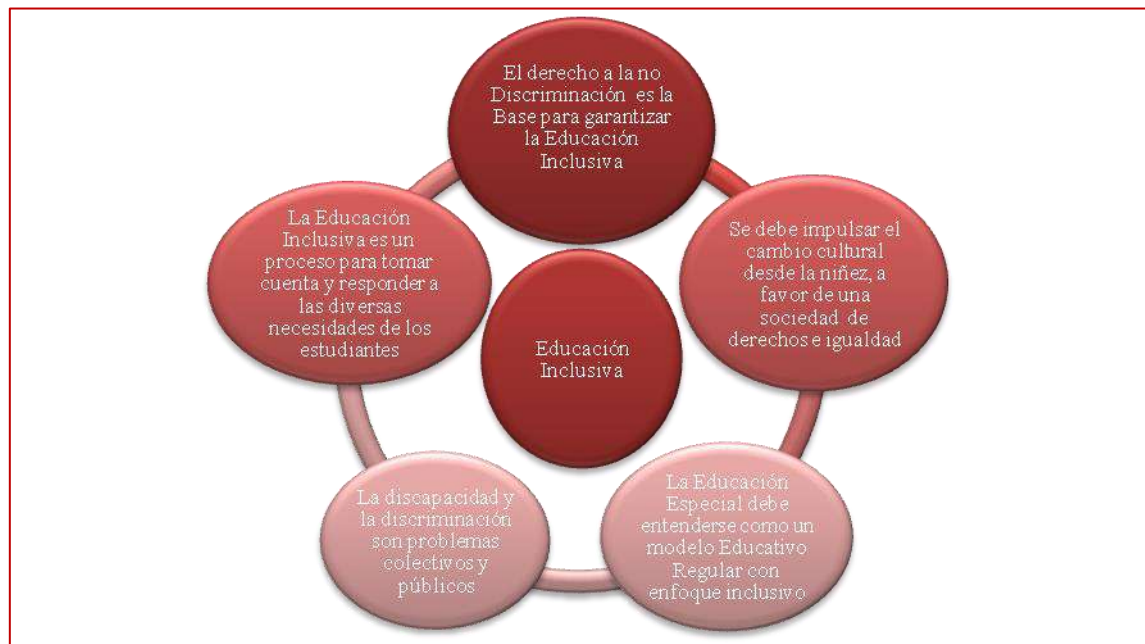 El derecho a la no
Discriminación es la
Base para garantizar
la Educación
Inclusiva
Se debe impulsar el
cambio cultural
desde la niñez, a
favor de una
sociedad de
derechos e igualdad
La Educación
Especial debe
entenderse como un
modelo Educativo
Regular con
enfoque inclusivo
La discapacidad y
la discriminación
son problemas
colectivos y
públicos
La Educación
Inclusiva es un
proceso para tomar
cuenta y responder a
las diversas
necesidades de los
estudiantes
Educación
Inclusiva